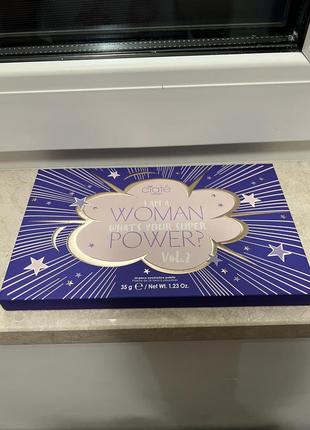 ciaté
I AM A
WOMAN
WHAT'S YOUR SUPER
POWER?
Vol.2
35 g ℮ / Net Wt. 1.23 Oz.